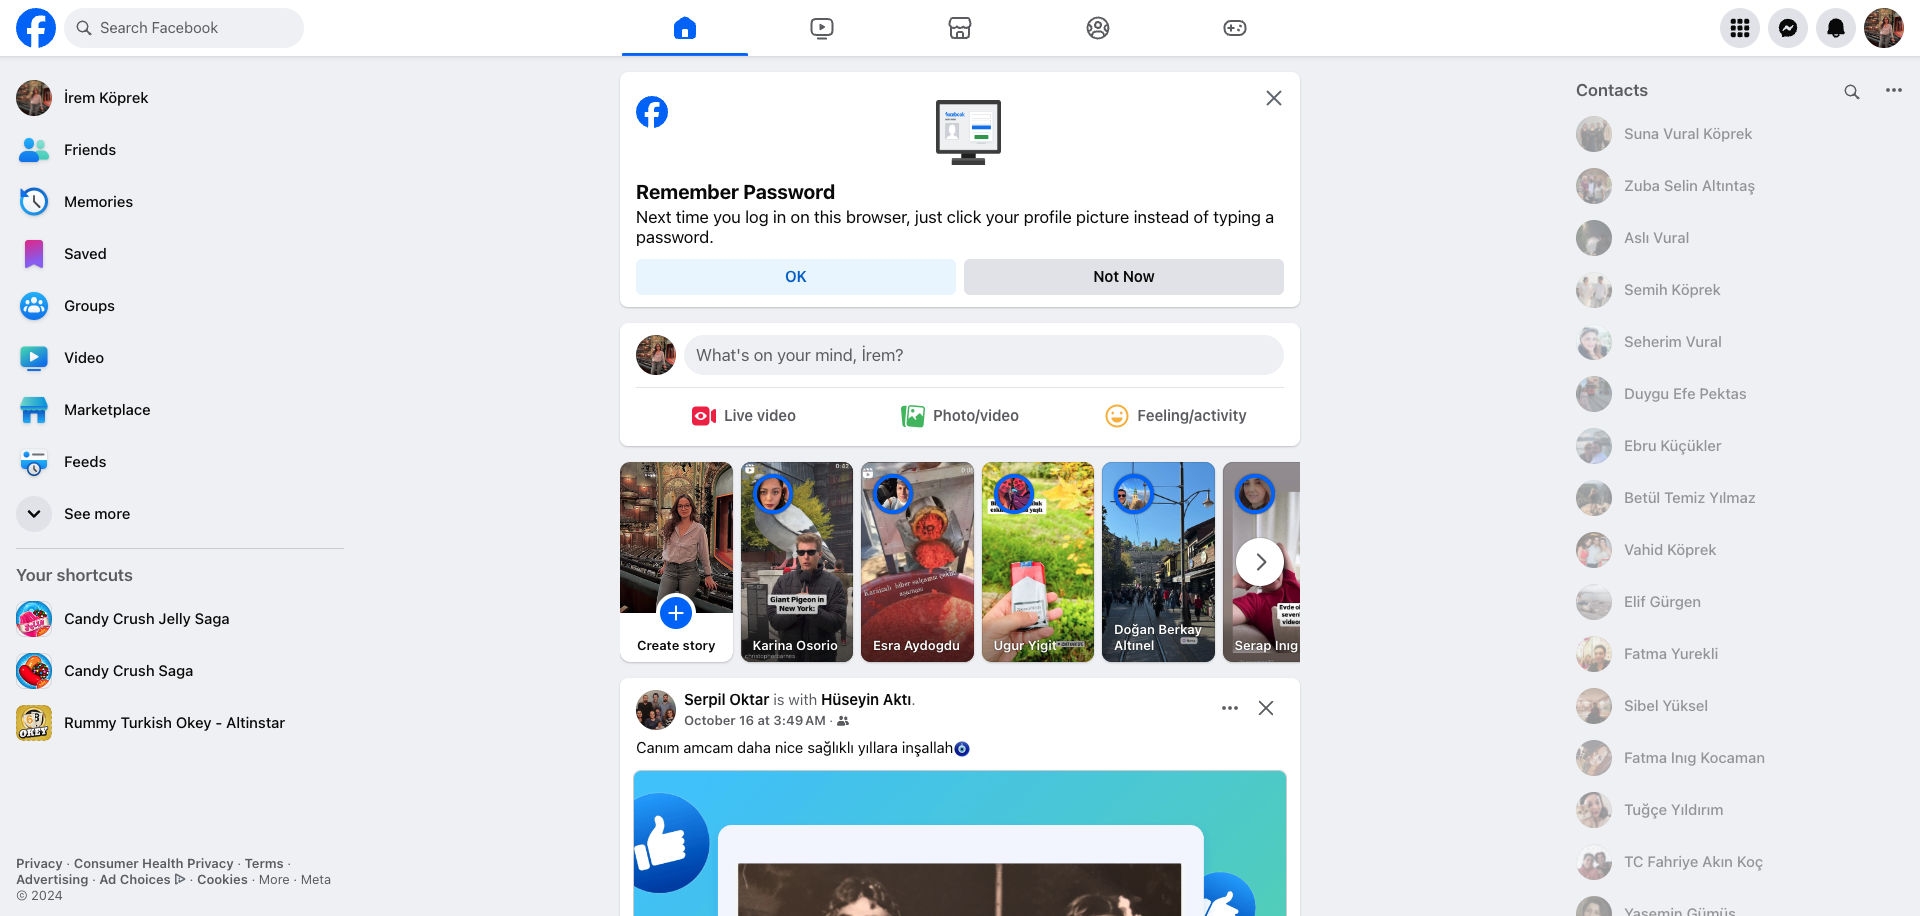 Search Facebook
İrem Köprek
Friends
Memories
Saved
Groups
Video
Marketplace
Feeds
See more
Your shortcuts
Candy Crush Jelly Saga
Candy Crush Saga
Rummy Turkish Okey - Altinstar
Privacy · Consumer Health Privacy · Terms ·
Advertising · Ad Choices · Cookies · More · Meta
© 2024
Remember Password
Next time you log in on this browser, just click your profile picture instead of typing a
password.
OK
Not Now
What's on your mind, İrem?
Live video
Photo/video
Feeling/activity
Create story
Giant Pigeon in
New York:
Karina Osorio
Esra Aydogdu
Ugur Yigit
Doğan Berkay
Altınel
Serap Inıg
Serpil Oktar is with Hüseyin Aktı.
October 16 at 3:49 AM ·
Canım amcam daha nice sağlıklı yıllara inşallah
Contacts
Suna Vural Köprek
Zuba Selin Altıntaş
Aslı Vural
Semih Köprek
Seherim Vural
Duygu Efe Pektas
Ebru Küçükler
Betül Temiz Yılmaz
Vahid Köprek
Elif Gürgen
Fatma Yurekli
Sibel Yüksel
Fatma Inıg Kocaman
Tuğçe Yıldırım
TC Fahriye Akın Koç
Yasemin Gümüş